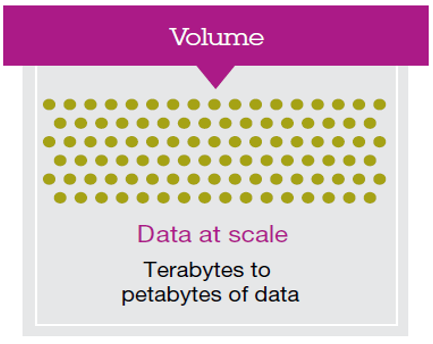 Volume
Data at scale
Terabytes to
petabytes of data